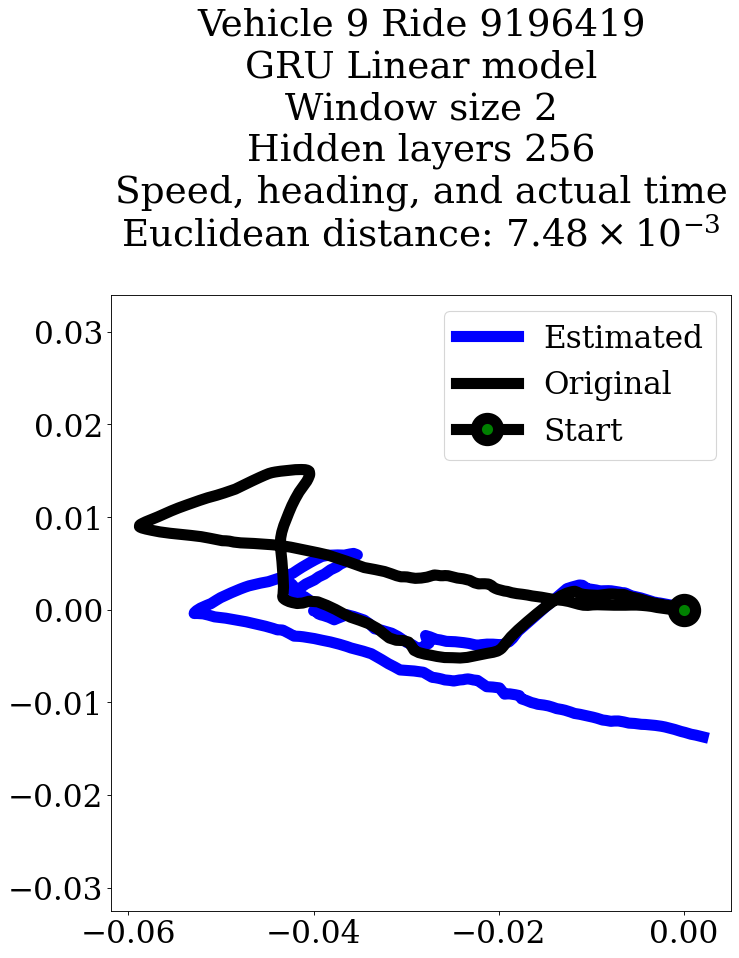 Vehicle 9 Ride 9196419
GRU Linear model
Window size 2
Hidden layers 256
Speed, heading, and actual time
Euclidean distance: 7.48 × 10⁻³
Estimated
Original
Start
0.03
0.02
0.01
0.00
−0.01
−0.02
−0.03
−0.06
−0.04
−0.02
0.00